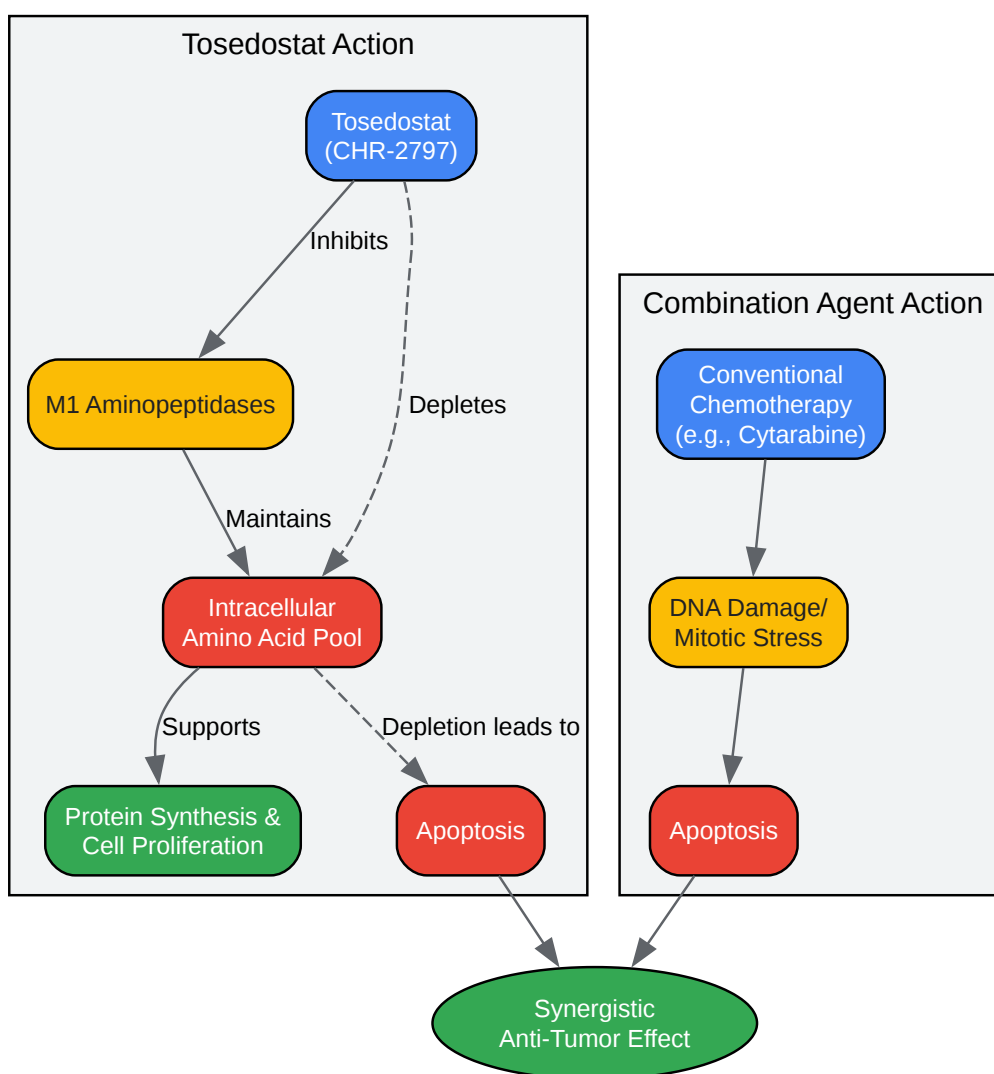 Tosedostat Action
Tosedostat
(CHR-2797)
Inhibits
M1 Aminopeptidases
Depletes
Maintains
Intracellular
Amino Acid Pool
Supports
Depletion leads to
Protein Synthesis &
Cell Proliferation
Apoptosis
Combination Agent Action
Conventional
Chemotherapy
(e.g., Cytarabine)
DNA Damage/
Mitotic Stress
Apoptosis
Synergistic
Anti-Tumor Effect